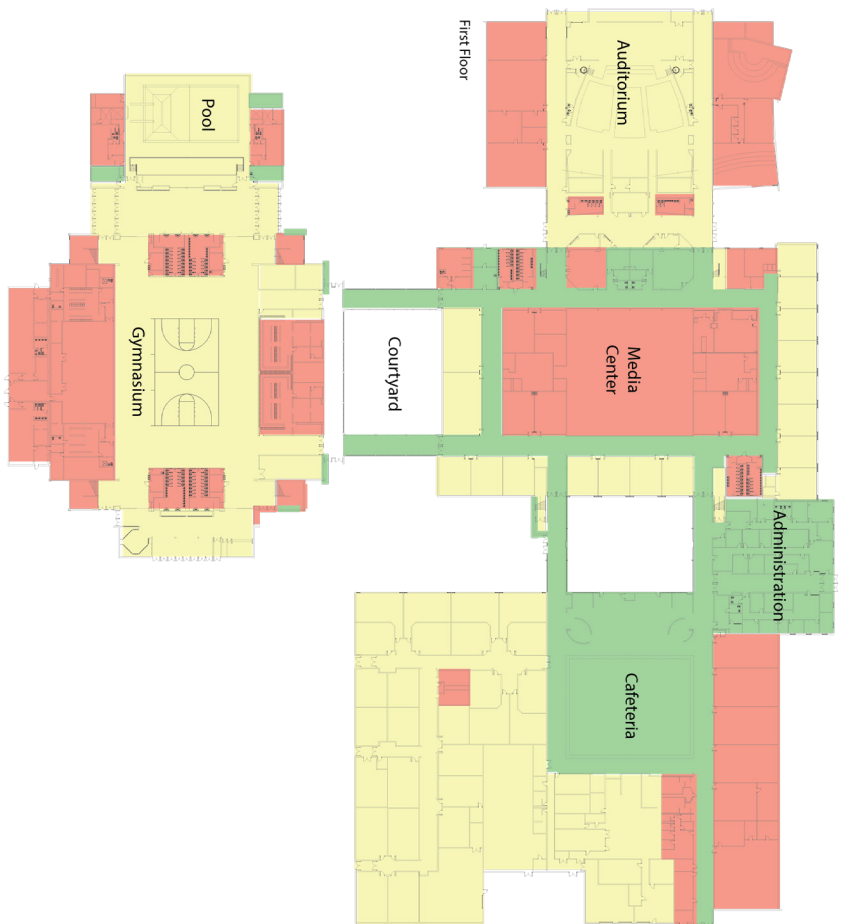 First Floor
Auditorium
Pool
Gymnasium
Courtyard
Media
Center
Administration
Cafeteria